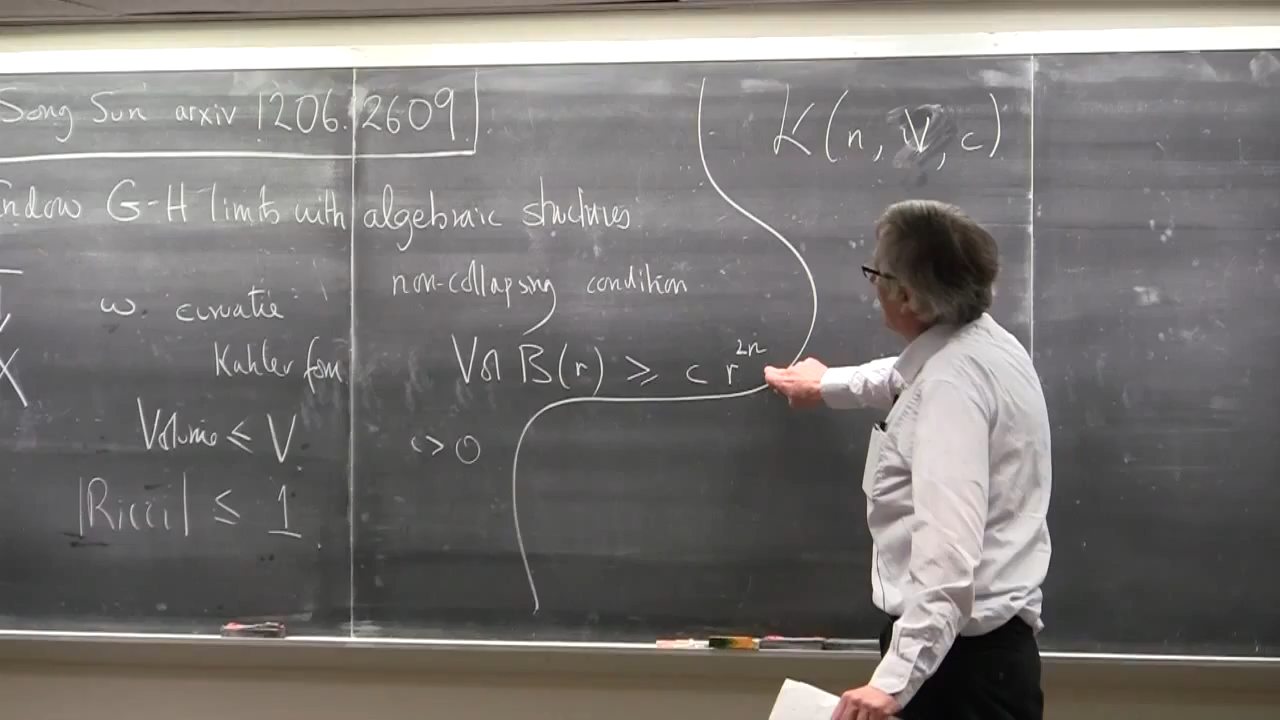 Song Sun arxiv 1206.2609
G-H limits with algebraic structures
non-collapsing condition
ω curvature
Kahler form
Vol B(r) ≥ c r^{2n}
Volume ≤ V
c > 0
|Ricci| ≤ 1
X
K(n, V, c)